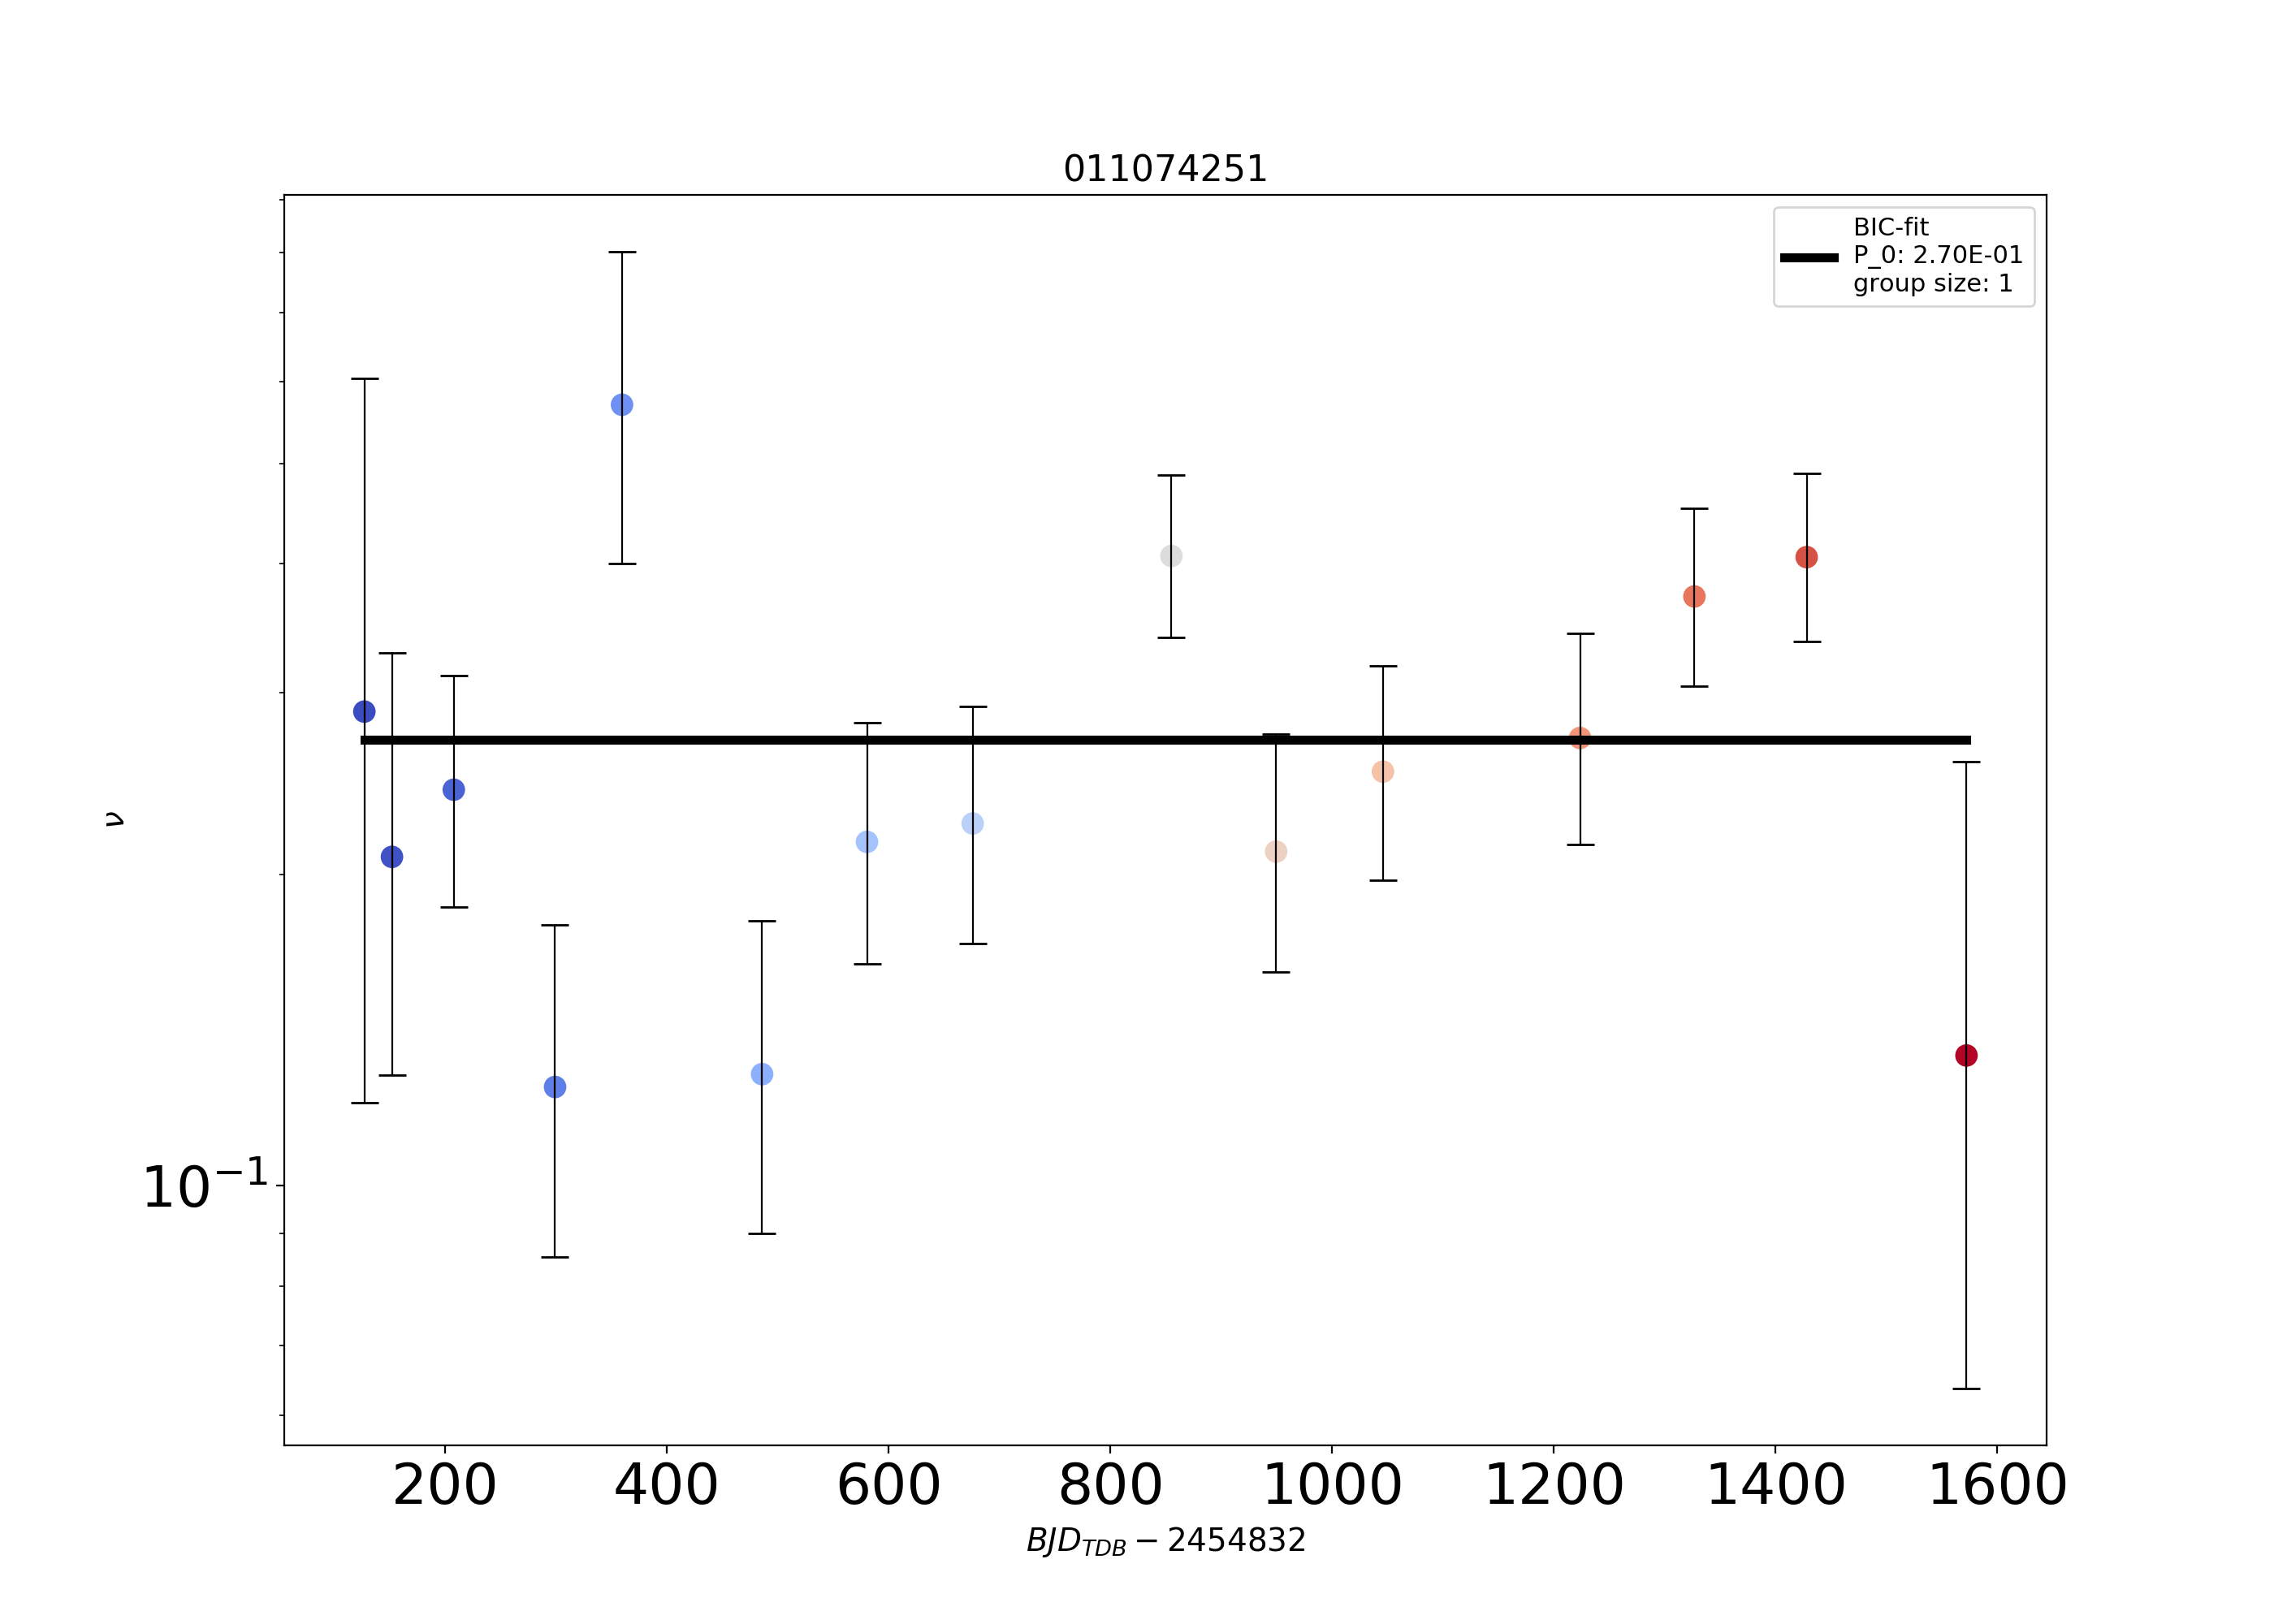 011074251
BIC-fit
P_0: 2.70E-01
group size: 1
ν
10⁻¹
200 400 600 800 1000 1200 1400 1600
BJD_TDB − 2454832